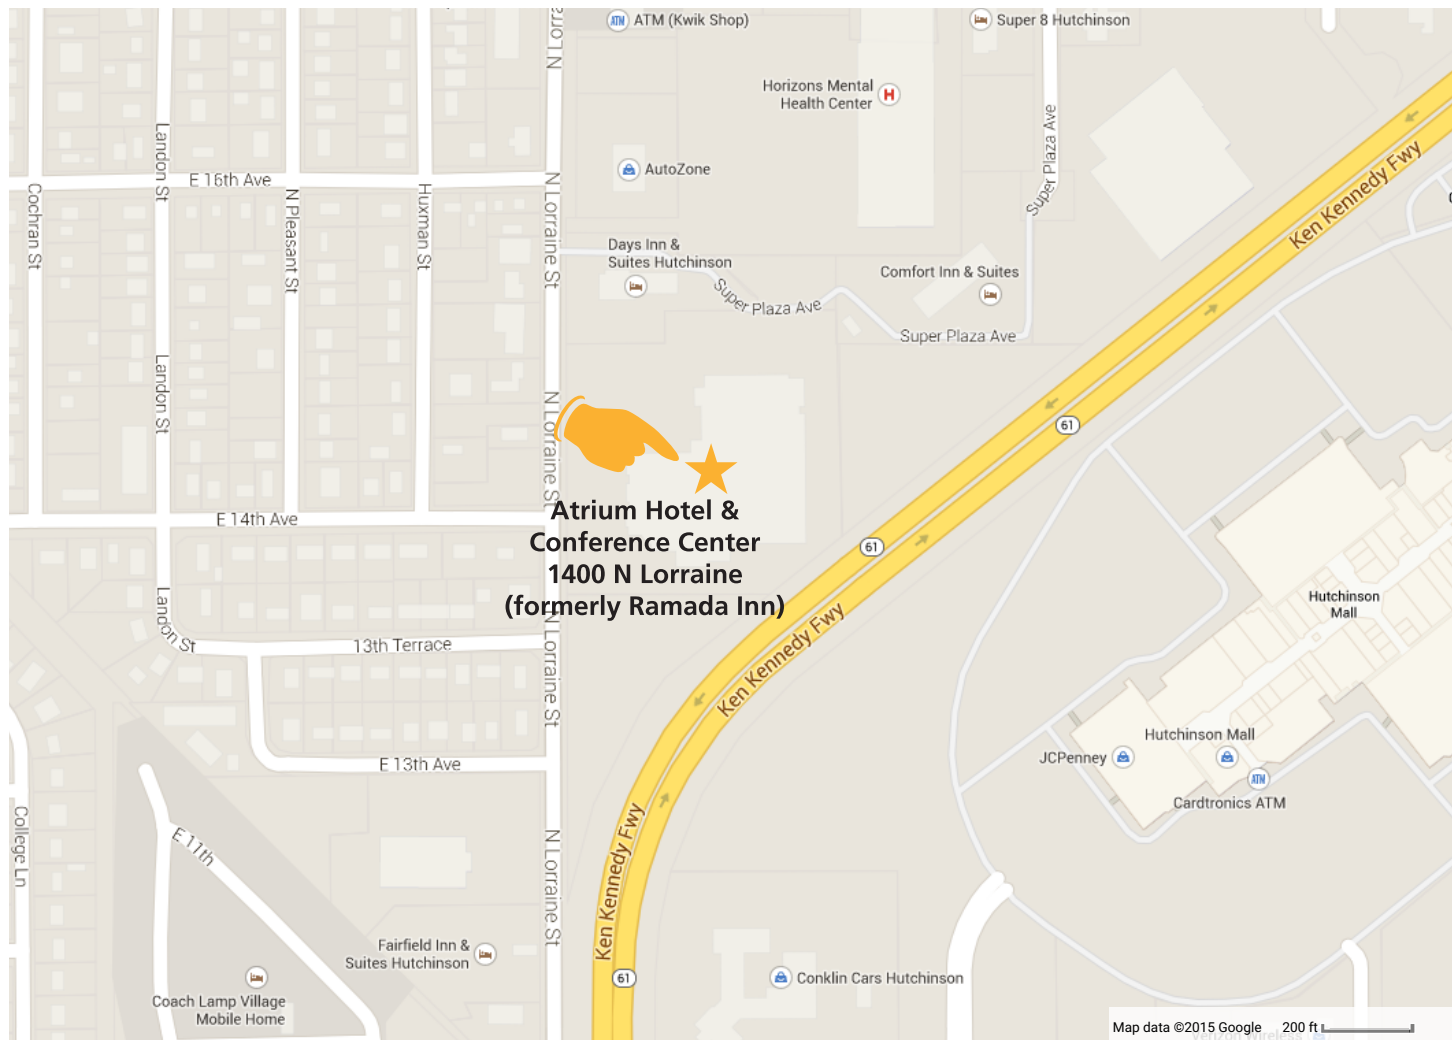 N Lorra
ATM
ATM (Kwik Shop)
Super 8 Hutchinson
Horizons Mental
Health Center
H
AutoZone
Super Plaza Ave
Ken Kennedy Fwy
Landon St
E 16th Ave
Cochran St
N Pleasant St
Huxman St
N Lorraine St
Days Inn &
Suites Hutchinson
Super Plaza Ave
Comfort Inn & Suites
Super Plaza Ave
Landon St
N Lorraine St
61
Atrium Hotel &
Conference Center
1400 N Lorraine
(formerly Ramada Inn)
E 14th Ave
61
Landon St
13th Terrace
N Lorraine St
Ken Kennedy Fwy
Hutchinson
Mall
E 13th Ave
Hutchinson Mall
JCPenney
ATM
Cardtronics ATM
College Ln
E 11th
N Lorraine St
Ken Kennedy Fwy
Fairfield Inn &
Suites Hutchinson
61
Conklin Cars Hutchinson
Coach Lamp Village
Mobile Home
Map data ©2015 Google 200 ft
Verizon Wireless